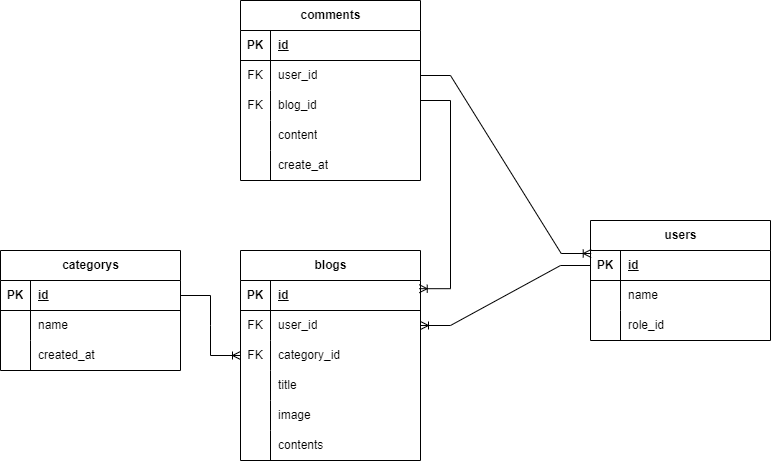 comments
PK id
FK user_id
FK blog_id
content
create_at
categorys
PK id
name
created_at
blogs
PK id
FK user_id
FK category_id
title
image
contents
users
PK id
name
role_id